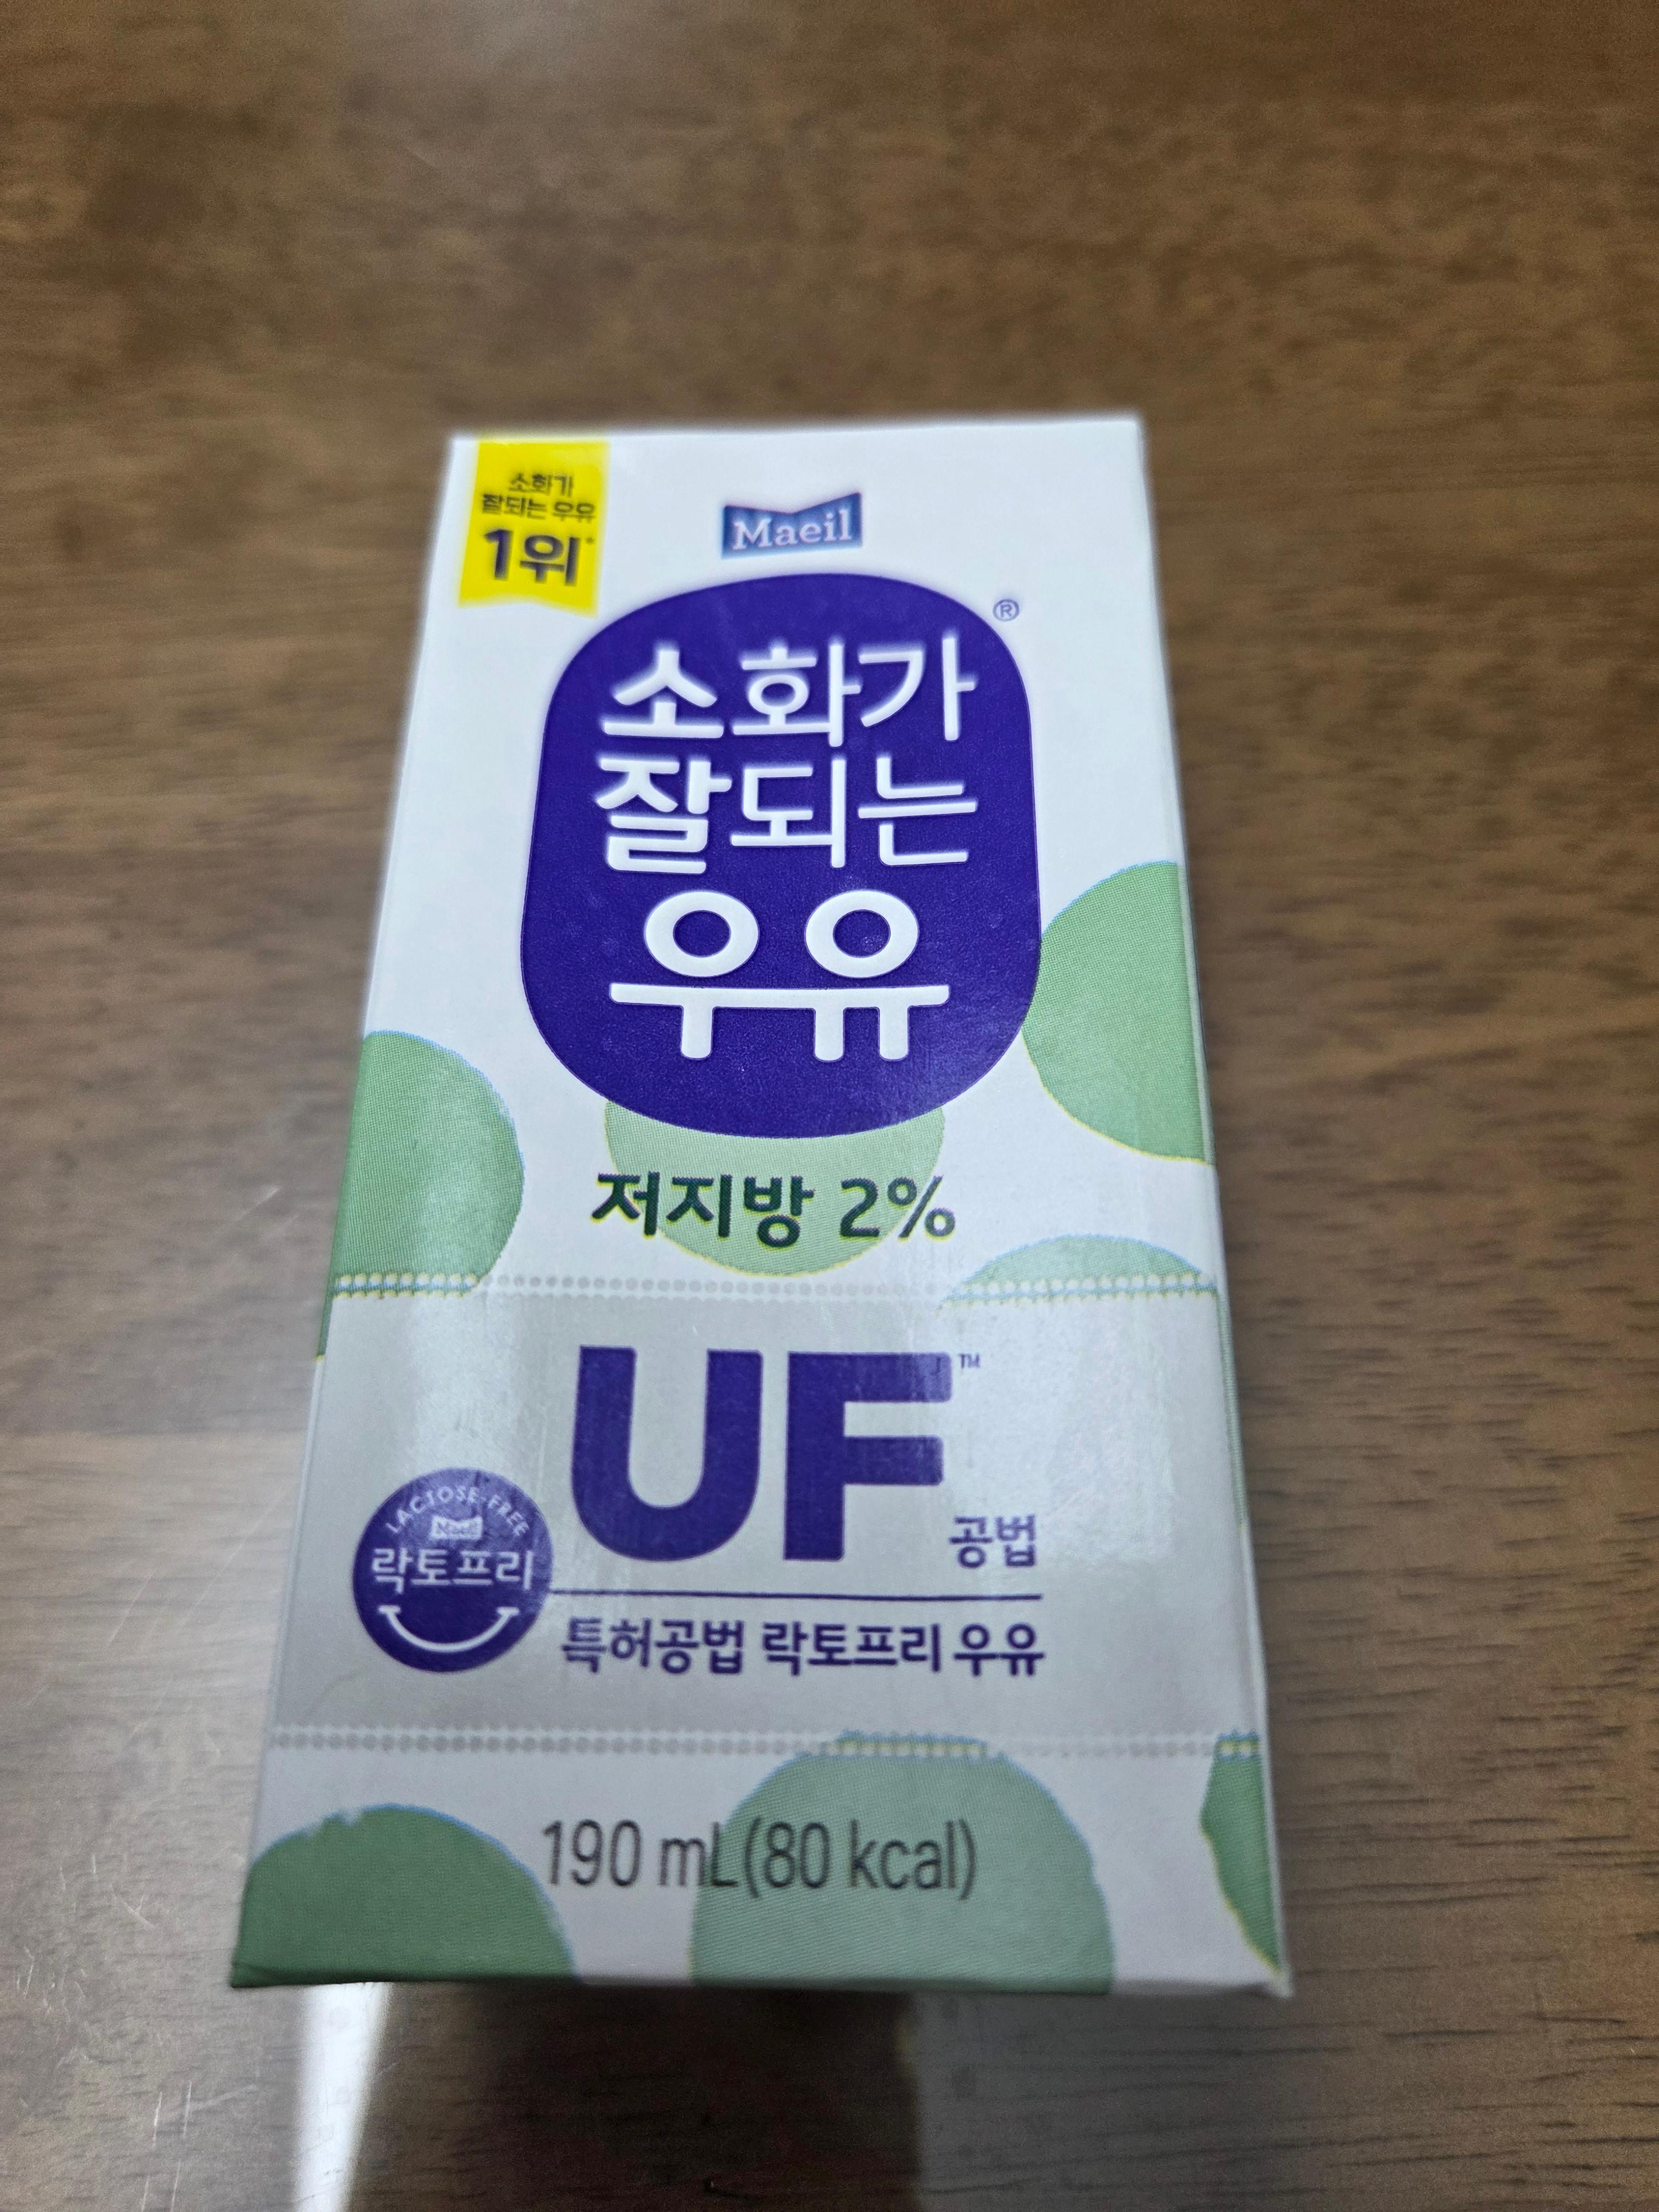 소화가
잘되는 우유
1위*
Maeil
®
소화가
잘되는
우유
저지방 2%
UF™
공법
LACTOSE-FREE
Maeil
락토프리
특허공법 락토프리 우유
190 mL(80 kcal)